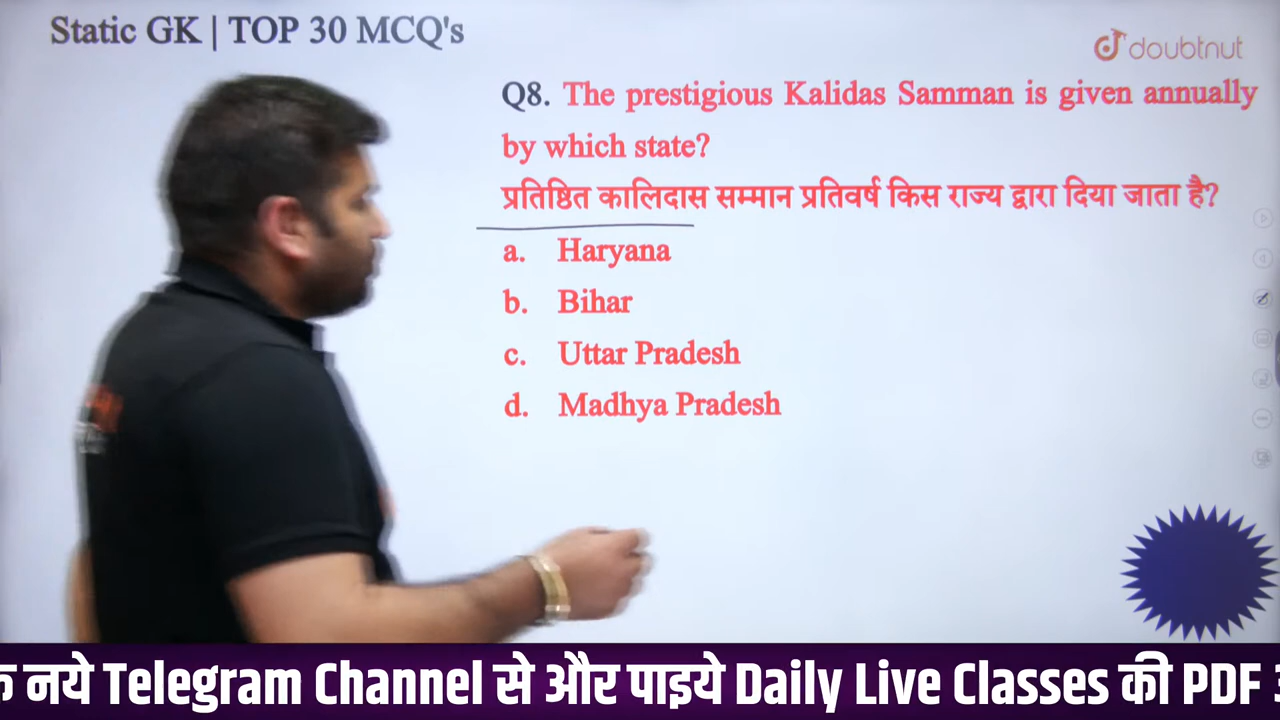 Static GK | TOP 30 MCQ's
doubtnut
Q8. The prestigious Kalidas Samman is given annually
by which state?
प्रतिष्ठित कालिदास सम्मान प्रतिवर्ष किस राज्य द्वारा दिया जाता है?
a. Haryana
b. Bihar
c. Uttar Pradesh
d. Madhya Pradesh
नये Telegram Channel से और पाइये Daily Live Classes की PDF